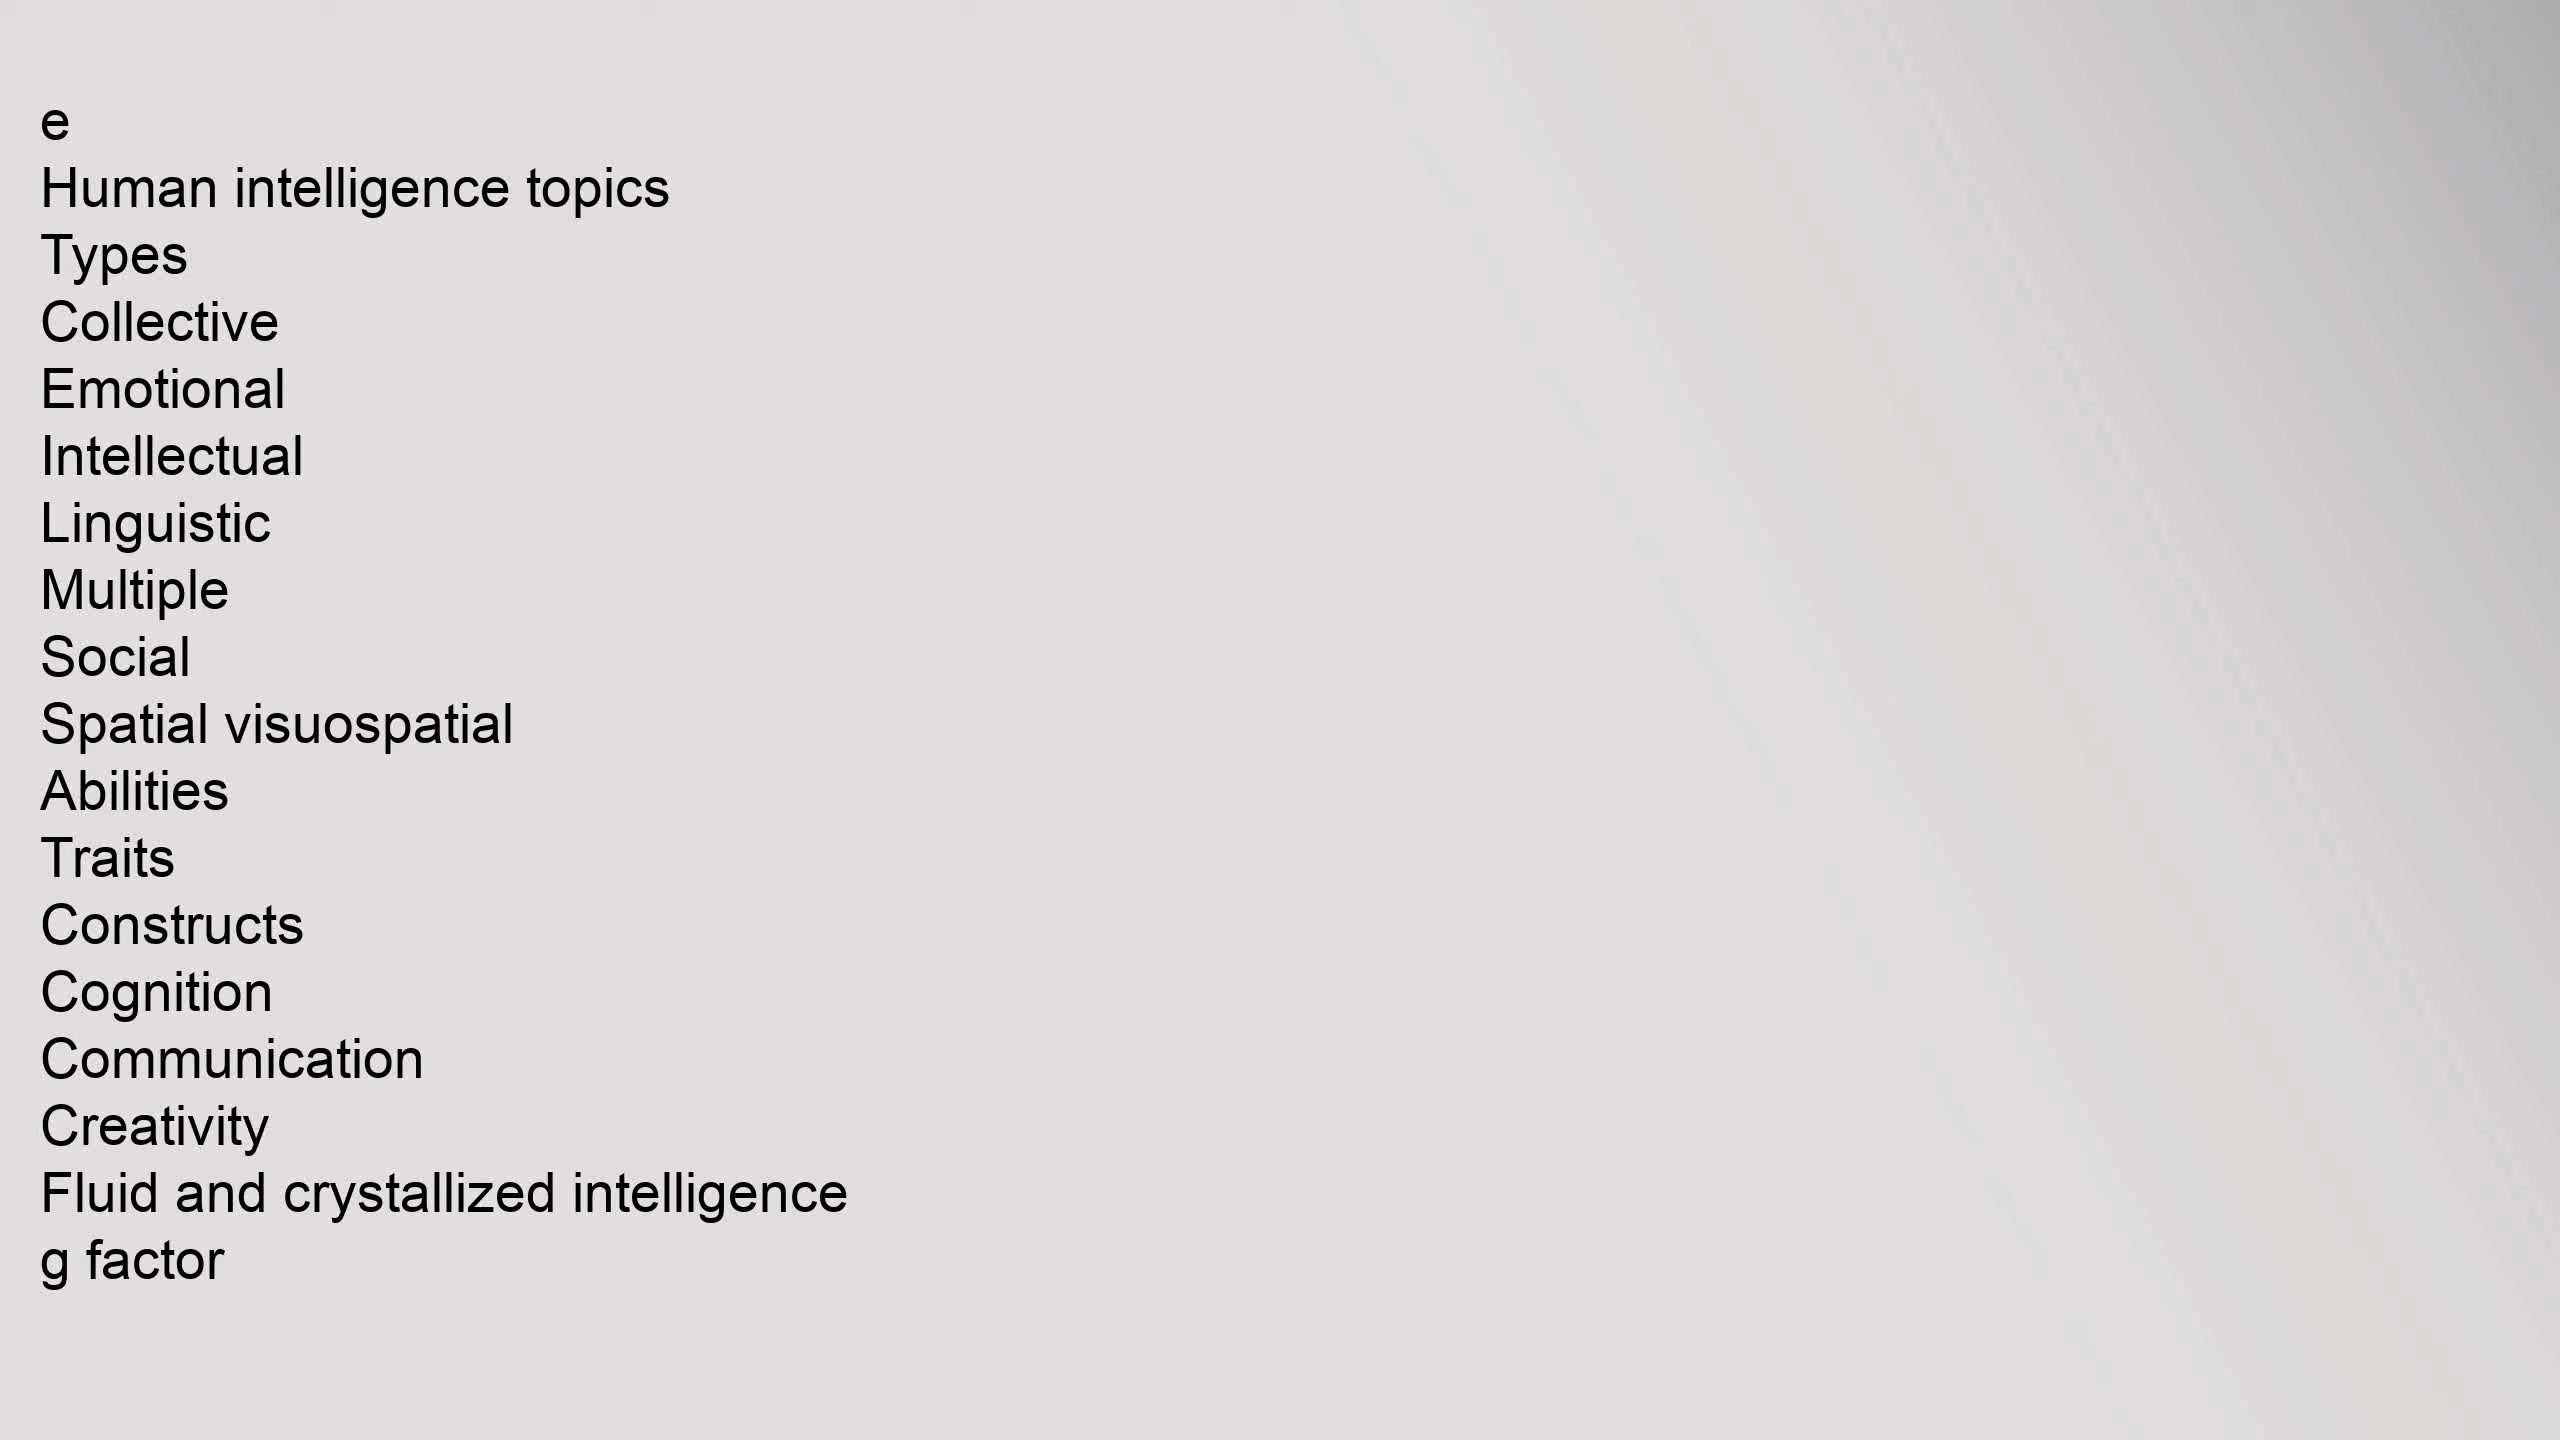 e
Human intelligence topics
Types
Collective
Emotional
Intellectual
Linguistic
Multiple
Social
Spatial visuospatial
Abilities
Traits
Constructs
Cognition
Communication
Creativity
Fluid and crystallized intelligence
g factor